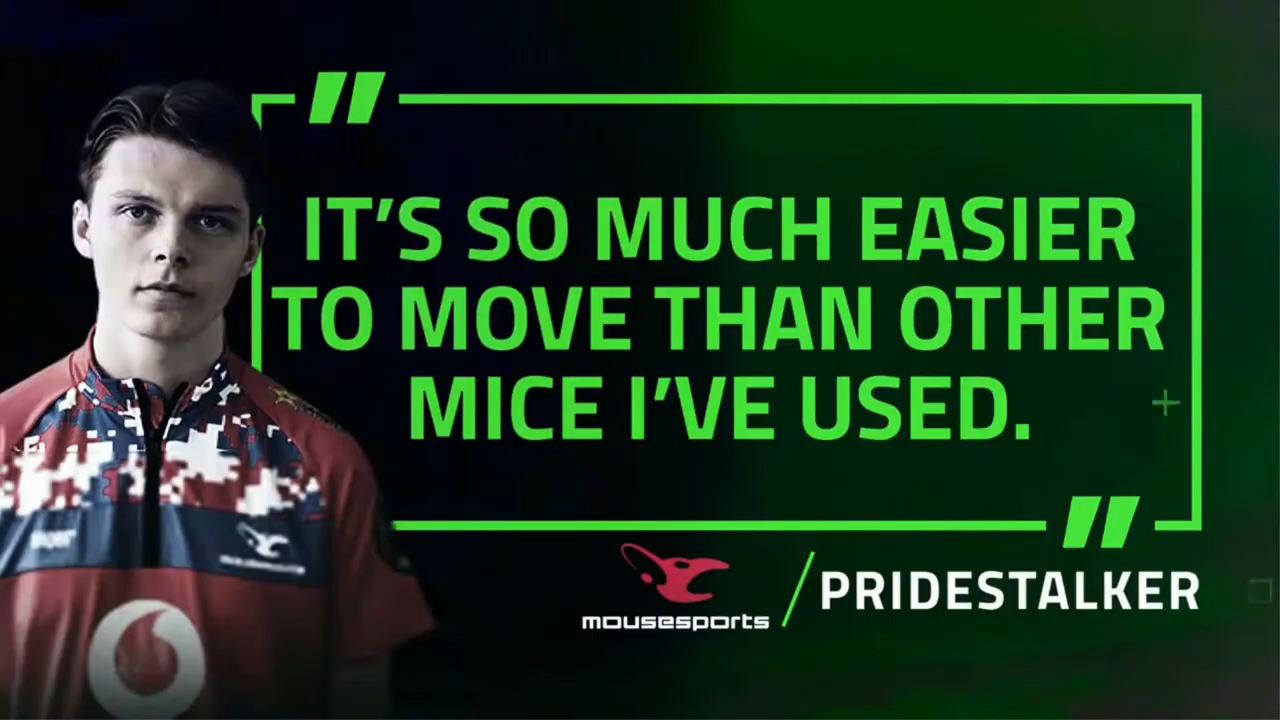 IT'S SO MUCH EASIER
TO MOVE THAN OTHER
MICE I'VE USED.
mousesports
PRIDESTALKER